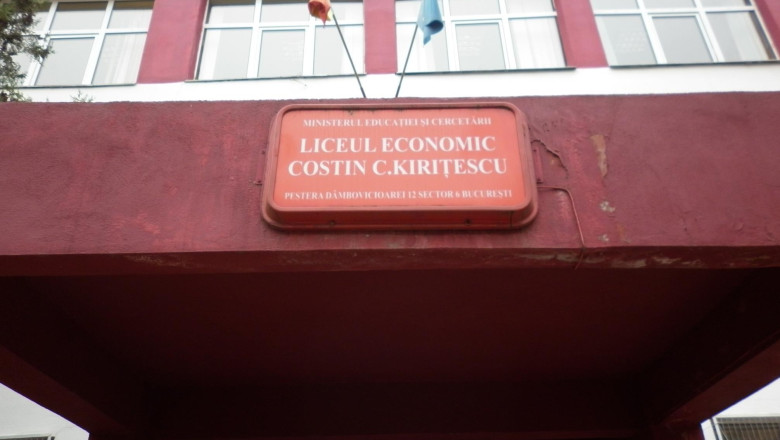 MINISTERUL EDUCAȚIEI ȘI CERCETĂRII
LICEUL ECONOMIC
COSTIN C.KIRIȚESCU
PEȘTERA DÂMBOVICIOAREI 12 SECTOR 6 BUCUREȘTI